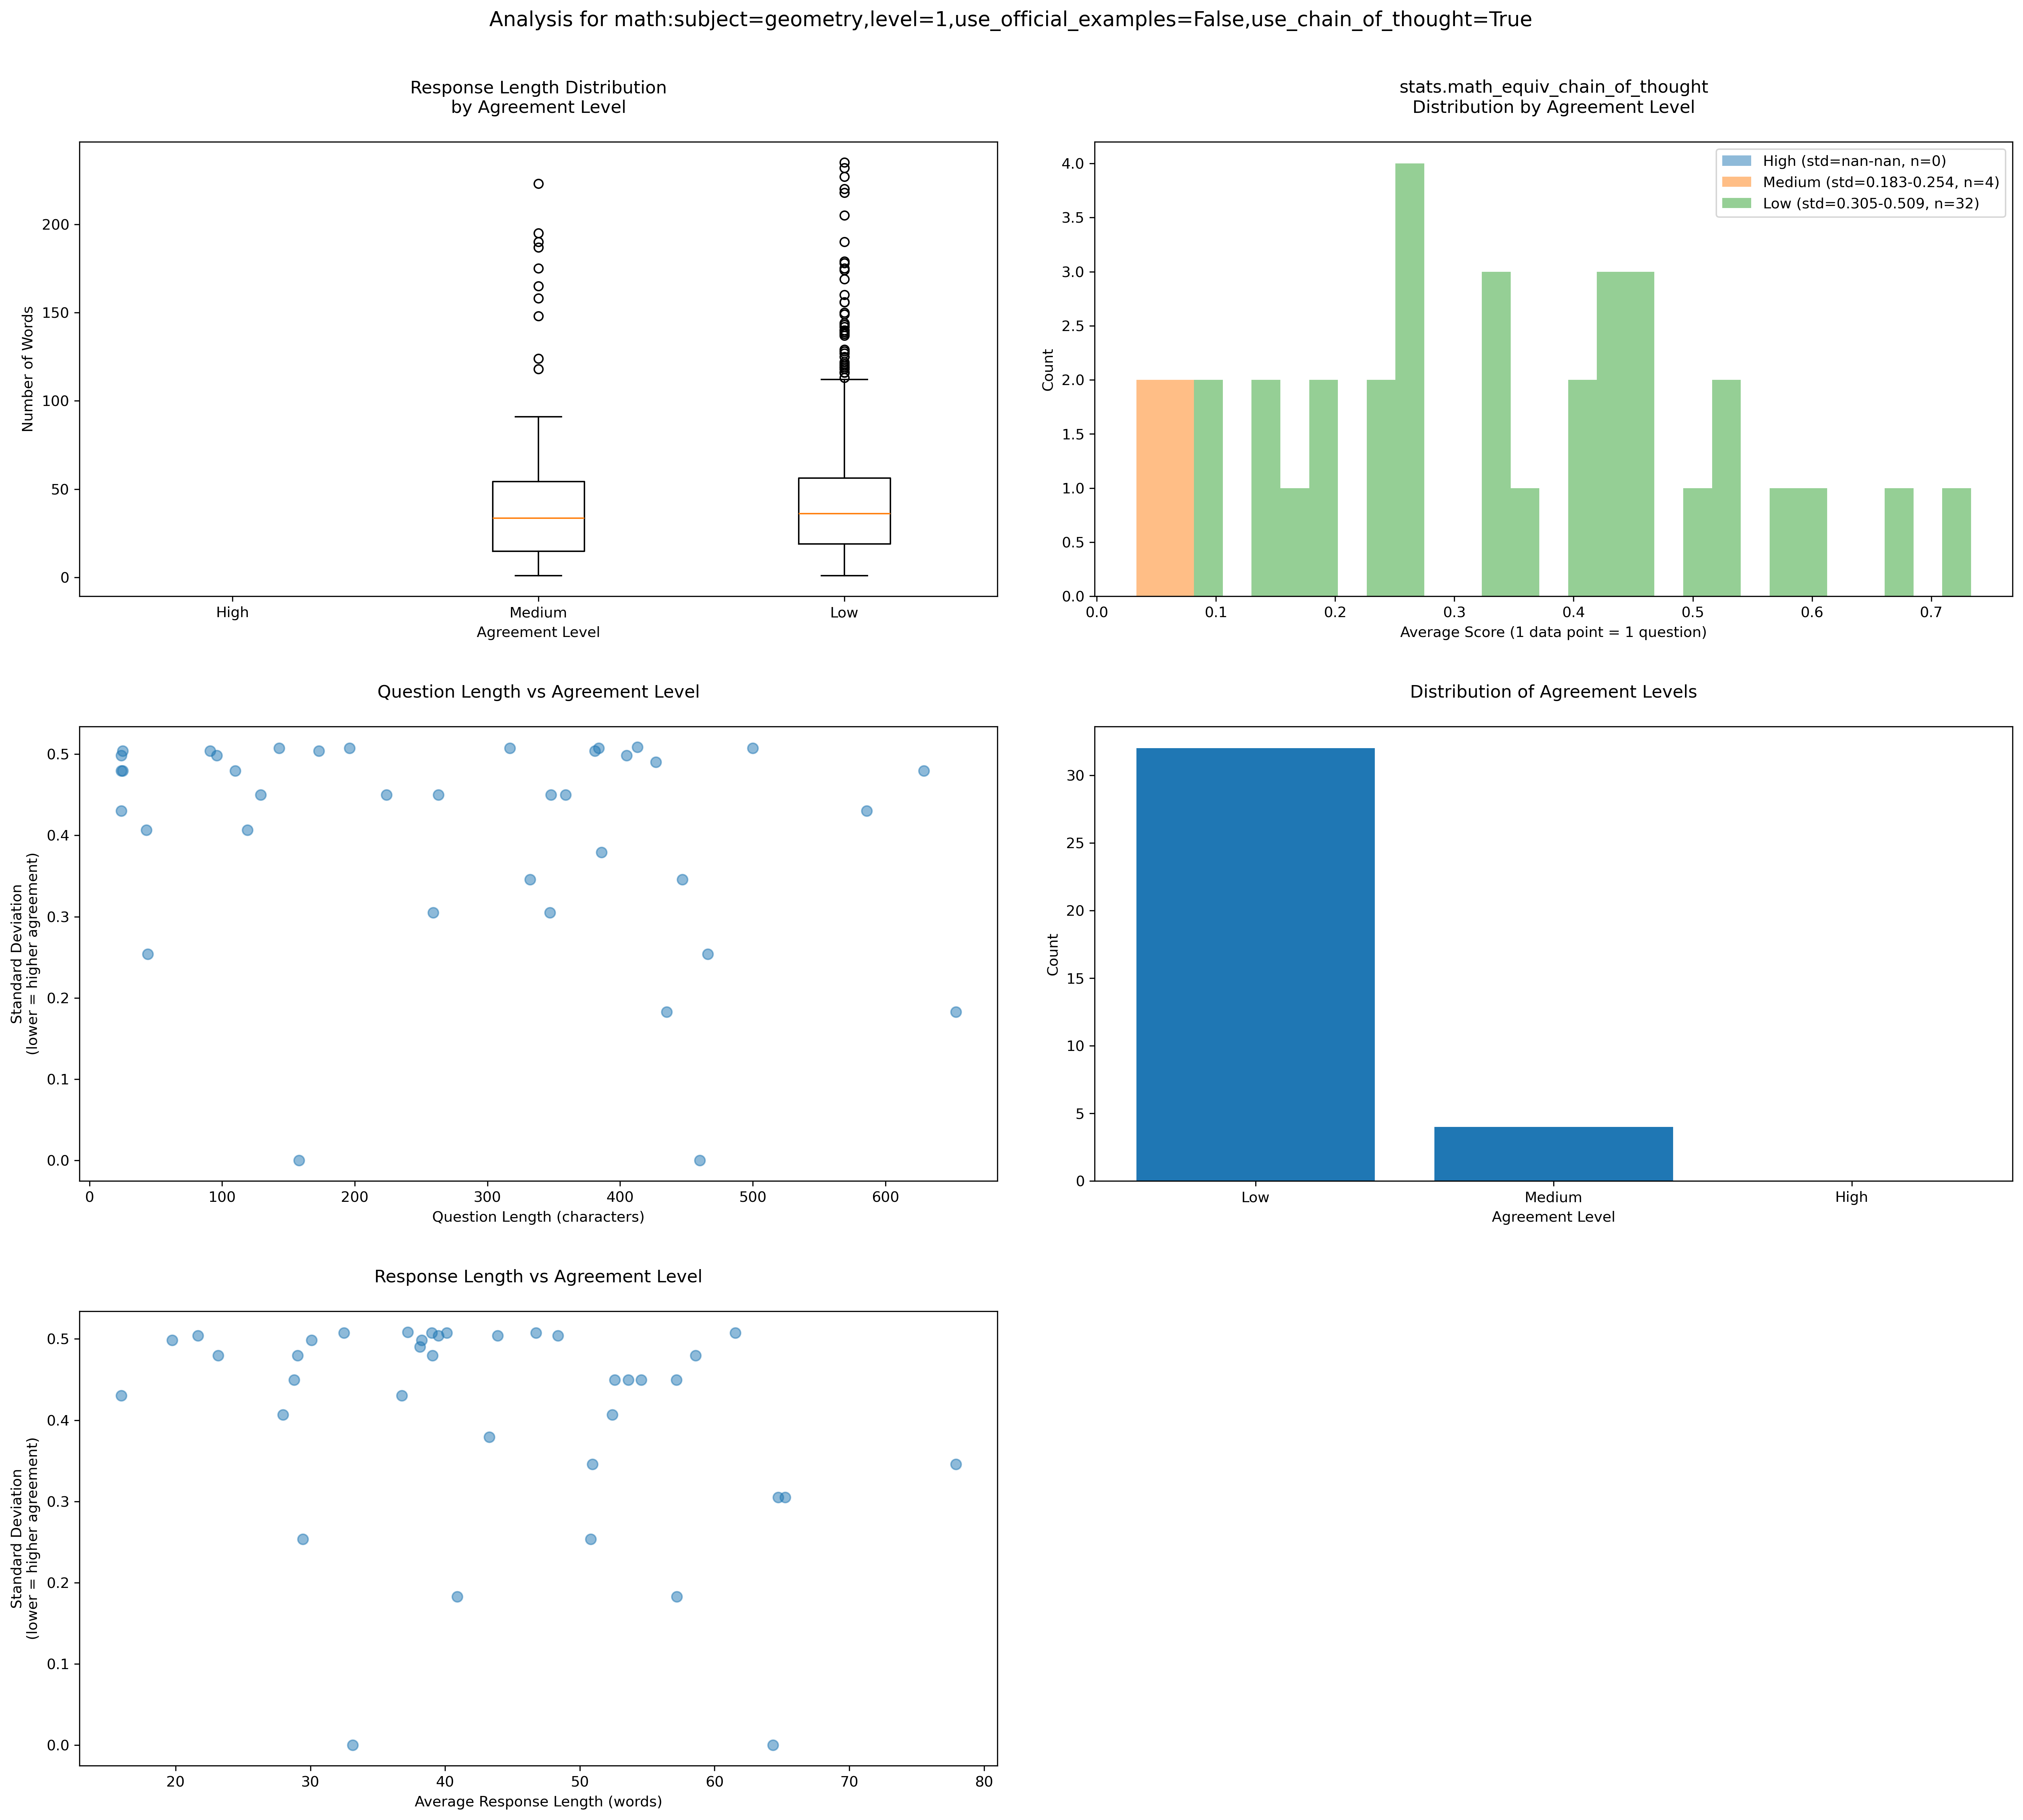 Analysis for math:subject=geometry,level=1,use_official_examples=False,use_chain_of_thought=True
Response Length Distribution
by Agreement Level
Number of Words
200
150
100
50
0
High
Medium
Low
Agreement Level
stats.math_equiv_chain_of_thought
Distribution by Agreement Level
High (std=nan-nan, n=0)
Medium (std=0.183-0.254, n=4)
Low (std=0.305-0.509, n=32)
Count
4.0
3.5
3.0
2.5
2.0
1.5
1.0
0.5
0.0
0.0
0.1
0.2
0.3
0.4
0.5
0.6
0.7
Average Score (1 data point = 1 question)
Question Length vs Agreement Level
Standard Deviation
(lower = higher agreement)
0.5
0.4
0.3
0.2
0.1
0.0
0
100
200
300
400
500
600
Question Length (characters)
Distribution of Agreement Levels
Count
30
25
20
15
10
5
0
Low
Medium
High
Agreement Level
Response Length vs Agreement Level
Standard Deviation
(lower = higher agreement)
0.5
0.4
0.3
0.2
0.1
0.0
20
30
40
50
60
70
80
Average Response Length (words)